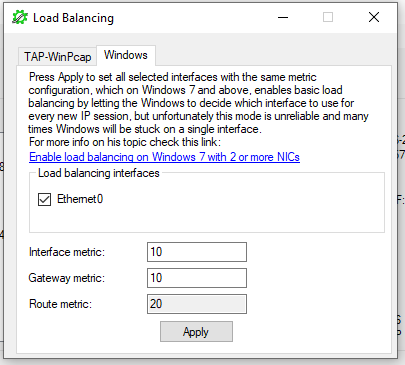 Load Balancing
TAP-WinPcap
Windows
Press Apply to set all selected interfaces with the same metric
configuration, which on Windows 7 and above, enables basic load
balancing by letting the Windows to decide which interface to use for
every new IP session, but unfortunately this mode is unreliable and many
times Windows will be stuck on a single interface.
For more info on his topic check this link:
Enable load balancing on Windows 7 with 2 or more NICs
Load balancing interfaces
Ethernet0
Interface metric: 10
Gateway metric: 10
Route metric: 20
Apply